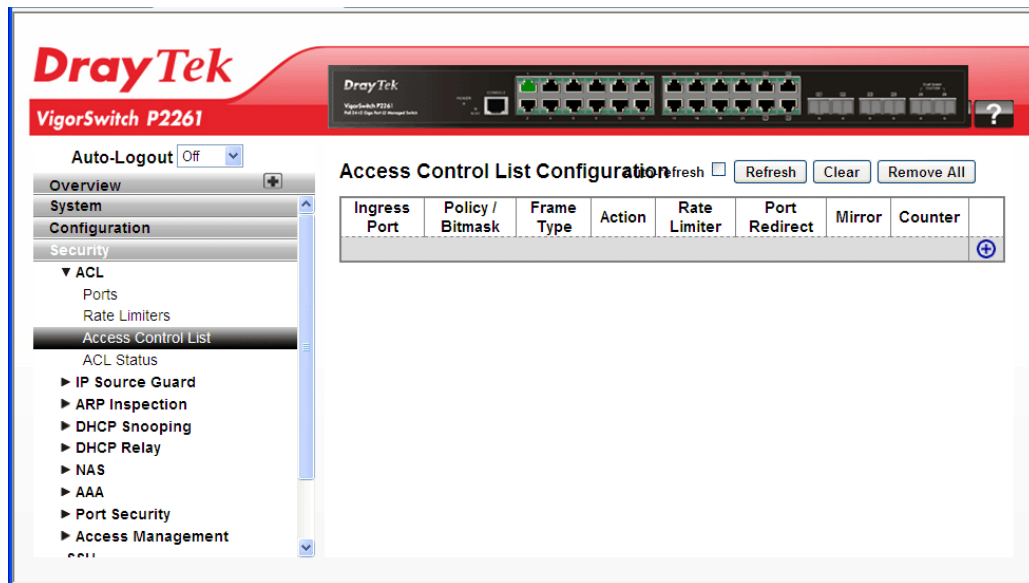 DrayTek
VigorSwitch P2261
DrayTek
VigorSwitch P2261
?
Auto-Logout Off
Overview
System
Configuration
Security
▼ ACL
Ports
Rate Limiters
Access Control List
ACL Status
► IP Source Guard
► ARP Inspection
► DHCP Snooping
► DHCP Relay
► NAS
► AAA
► Port Security
► Access Management
Access Control List Configuration
Refresh Clear Remove All
Ingress Port Policy / Bitmask Frame Type Action Rate Limiter Port Redirect Mirror Counter